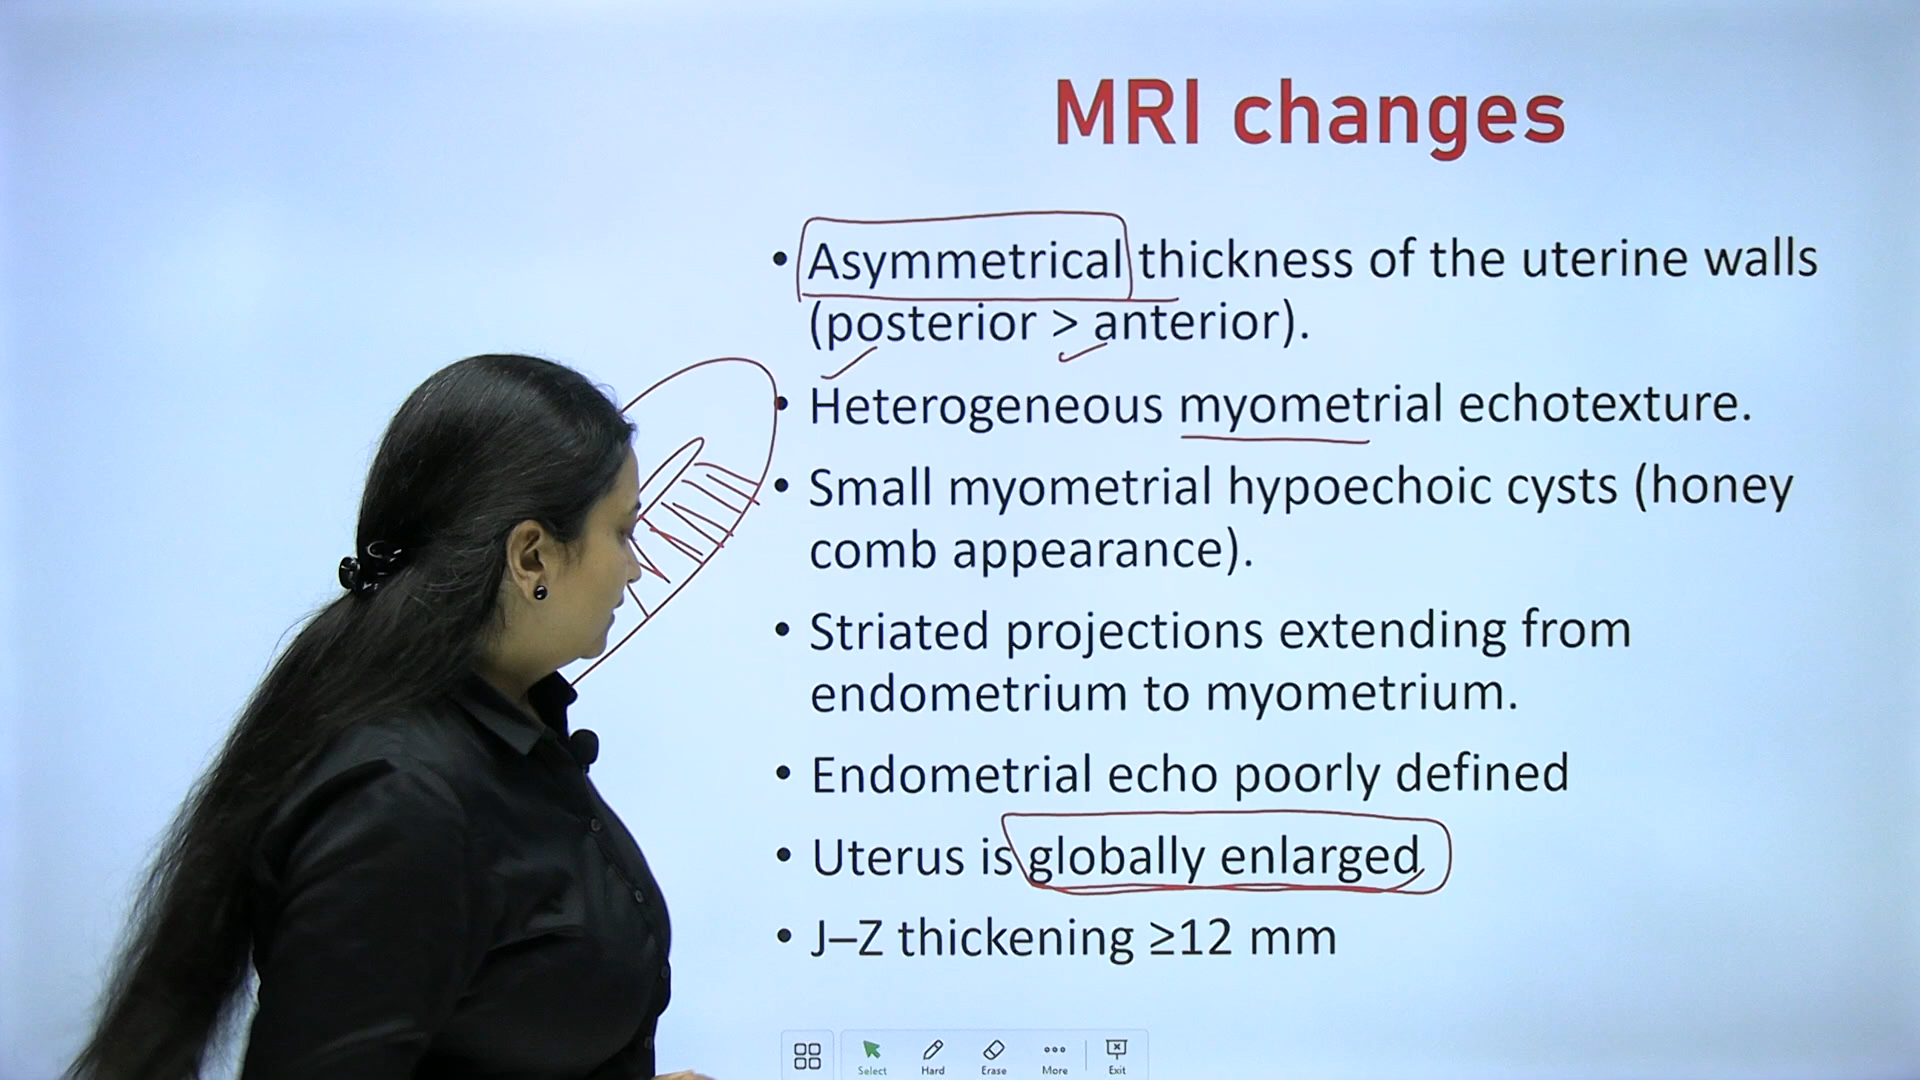 MRI changes
• Asymmetrical thickness of the uterine walls
(posterior > anterior).
• Heterogeneous myometrial echotexture.
• Small myometrial hypoechoic cysts (honey
comb appearance).
• Striated projections extending from
endometrium to myometrium.
• Endometrial echo poorly defined
• Uterus is globally enlarged
• J–Z thickening ≥12 mm
Select Hard Erase More Exit